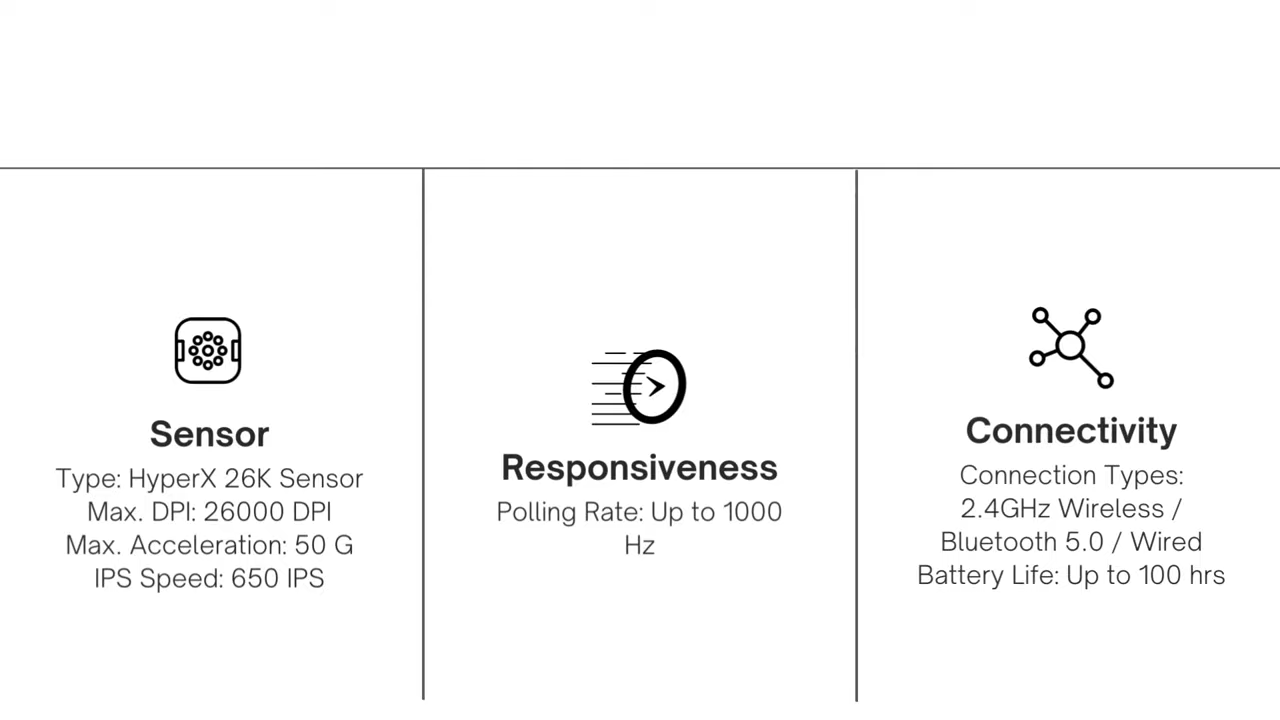 Sensor
Type: HyperX 26K Sensor
Max. DPI: 26000 DPI
Max. Acceleration: 50 G
IPS Speed: 650 IPS
Responsiveness
Polling Rate: Up to 1000
Hz
Connectivity
Connection Types:
2.4GHz Wireless /
Bluetooth 5.0 / Wired
Battery Life: Up to 100 hrs